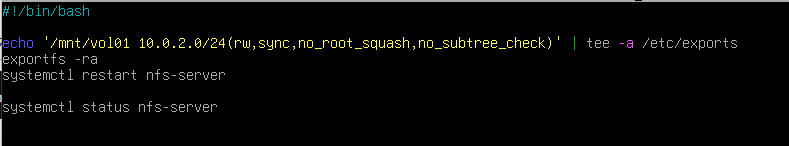 #!/bin/bash
echo '/mnt/vol01 10.0.2.0/24(rw,sync,no_root_squash,no_subtree_check)' | tee -a /etc/exports
exportfs -ra
systemctl restart nfs-server
systemctl status nfs-server